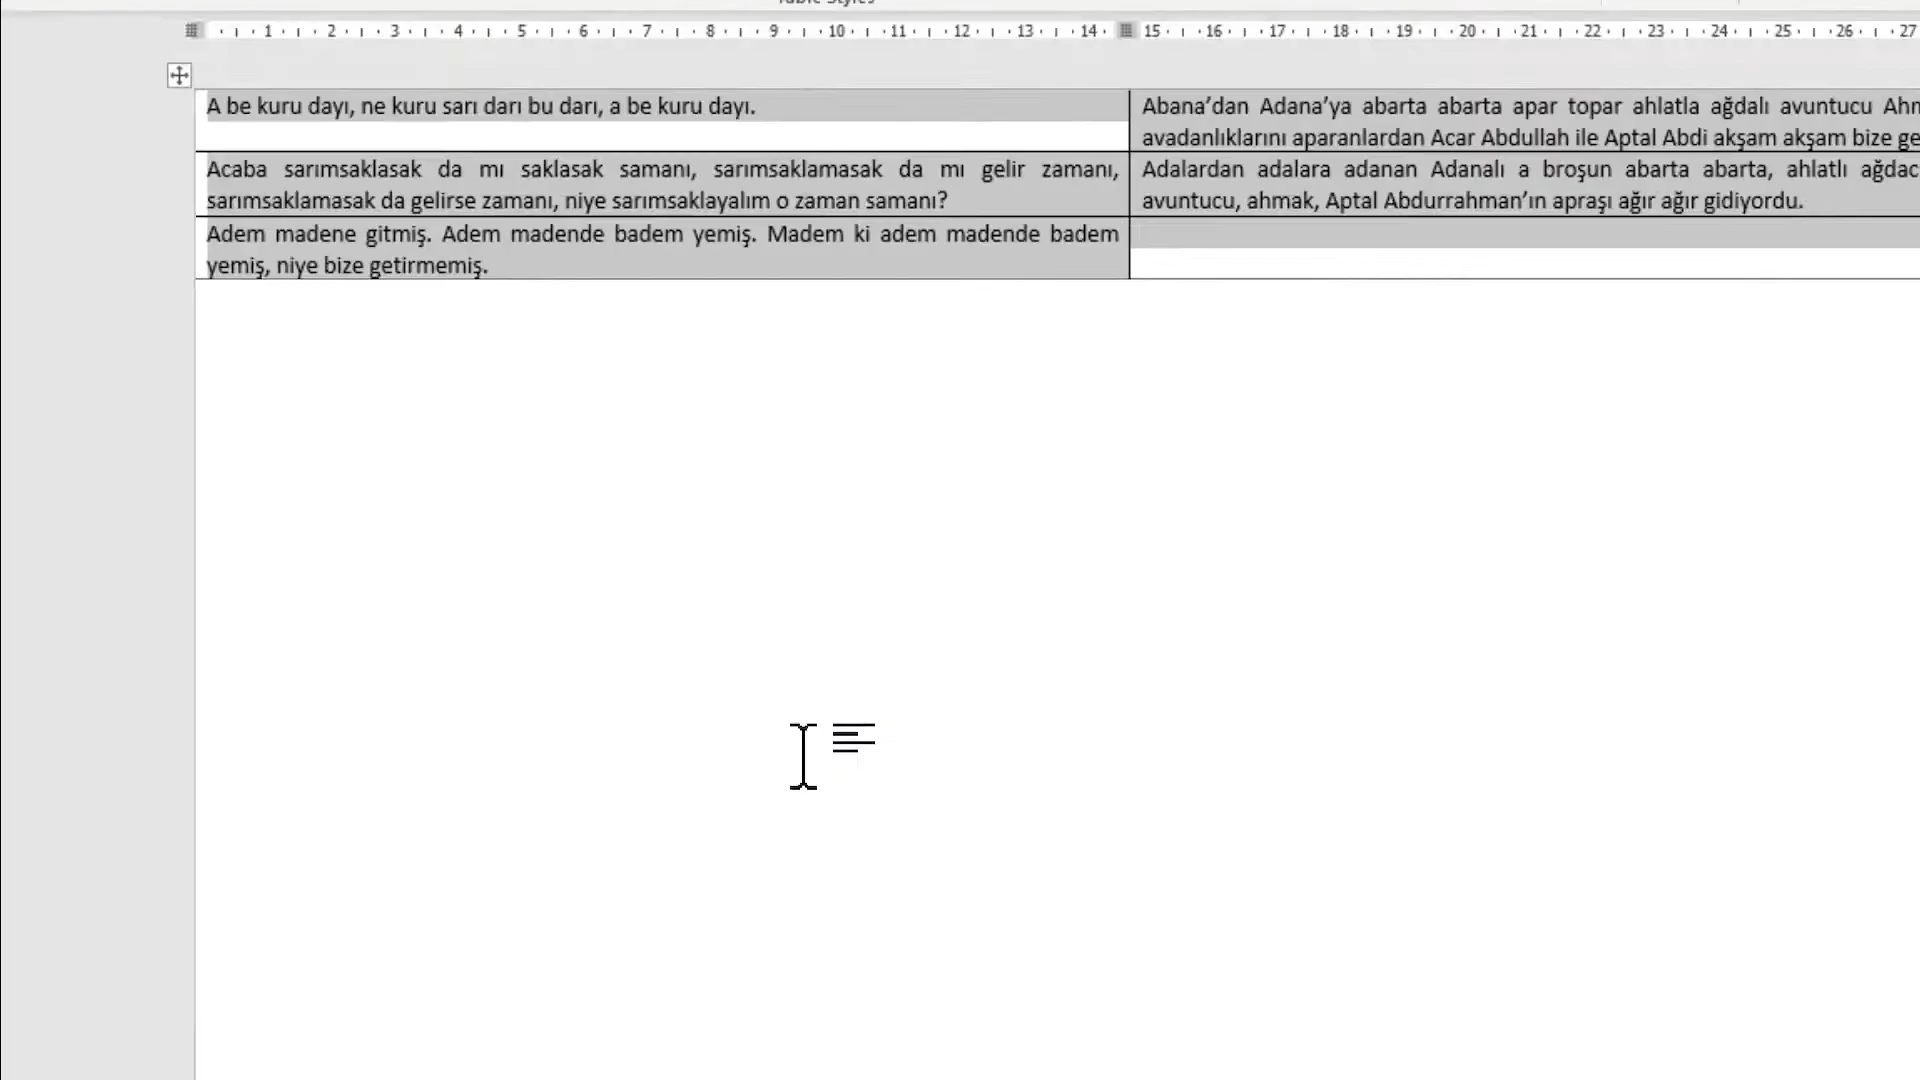 1 2 3 4 5 6 7 8 9 10 11 12 13 14 15 16 17 18 19 20 21 22 23 24 25 26 27
A be kuru dayı, ne kuru sarı darı bu darı, a be kuru dayı.
Abana’dan Adana’ya abarta abarta apar topar ahlatla ağdalı avuntucu
avadanlıklarını aparanlardan Acar Abdullah ile Aptal Abdi akşam akşam bize
Acaba sarımsaklasak da mı saklasak samanı, sarımsaklamasak da mı gelir zamanı,
sarımsaklamasak da gelirse zamanı, niye sarımsaklayalım o zaman samanı?
Adalardan adalara adanan Adanalı a broşun abarta abarta, ahlatlı
avuntucu, ahmak, Aptal Abdurrahman’ın apraşı ağır ağır gidiyordu.
Adem madene gitmiş. Adem madende badem yemiş. Madem ki adem madende badem
yemiş, niye bize getirmemiş.